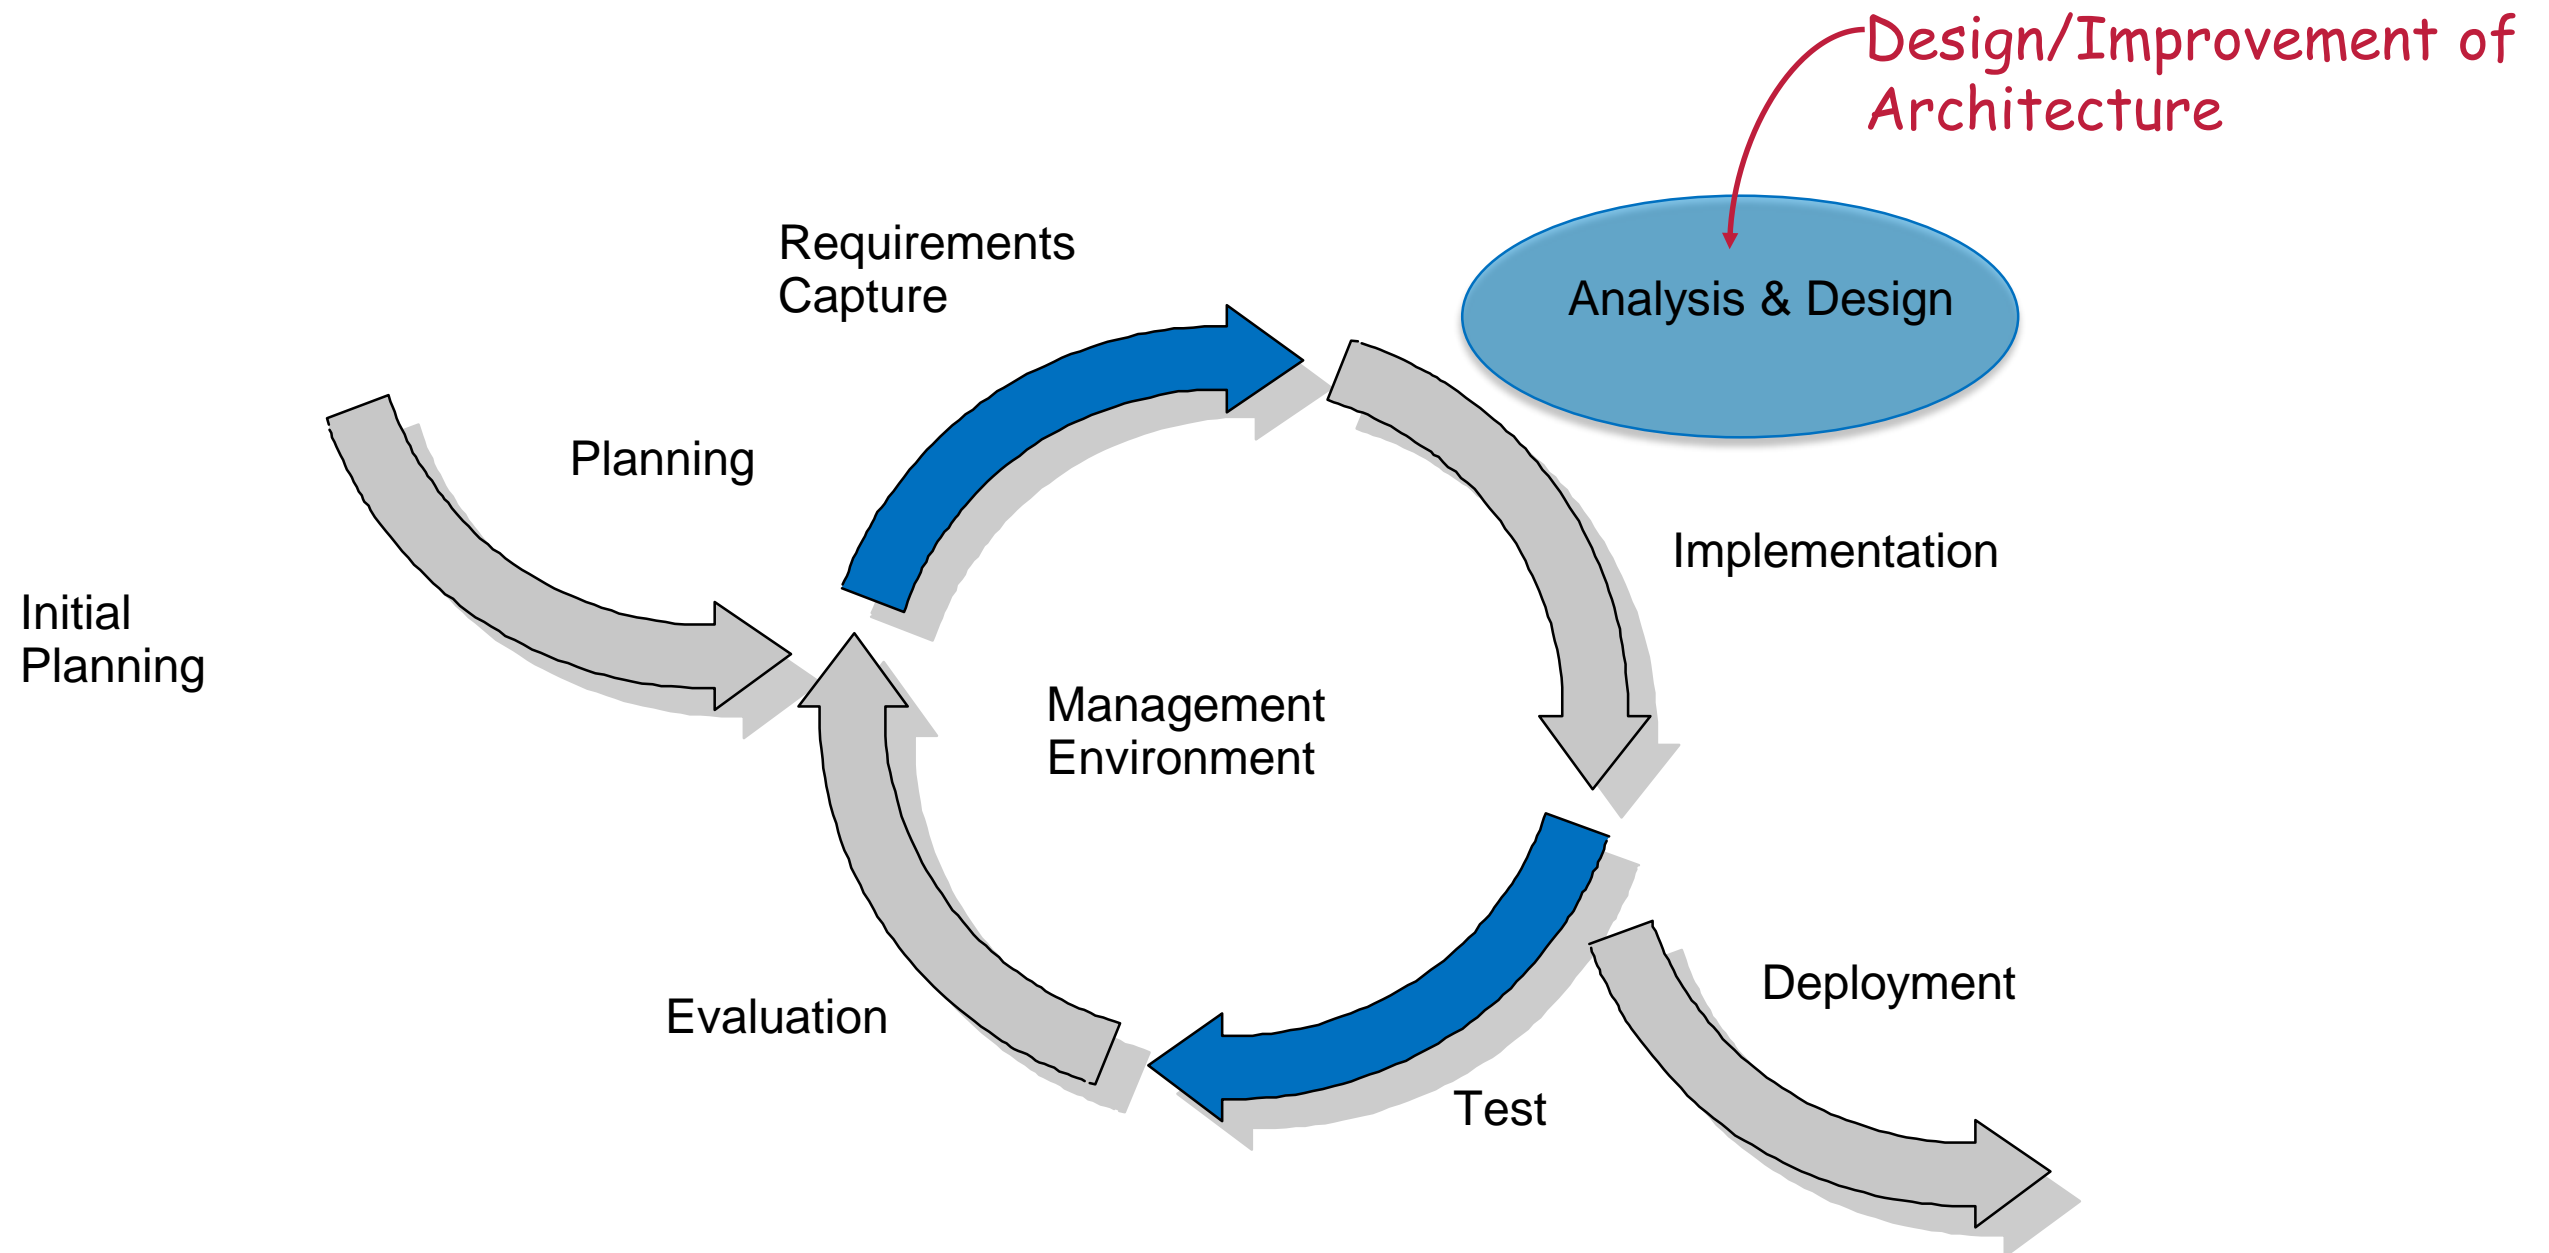 Design/Improvement of
Architecture
Requirements
Capture
Analysis & Design
Planning
Implementation
Initial
Planning
Management
Environment
Evaluation
Deployment
Test